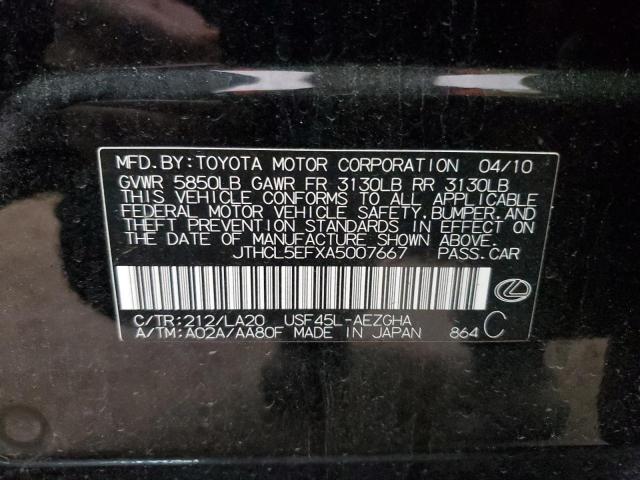 MFD.BY:TOYOTA MOTOR CORPORATION 04/10
GVWR 5850LB GAWR FR 3130LB RR 3130LB
THIS VEHICLE CONFORMS TO ALL APPLICABLE
FEDERAL MOTOR VEHICLE SAFETY,BUMPER,AND
THEFT PREVENTION STANDARDS IN EFFECT ON
THE DATE OF MANUFACTURE SHOWN ABOVE.
JTHCL5EFXA5007667 PASS.CAR
C/TR:212/LA20 USF45L-AEZGHA
A/TM:A02A/AA80F MADE IN JAPAN 864 C